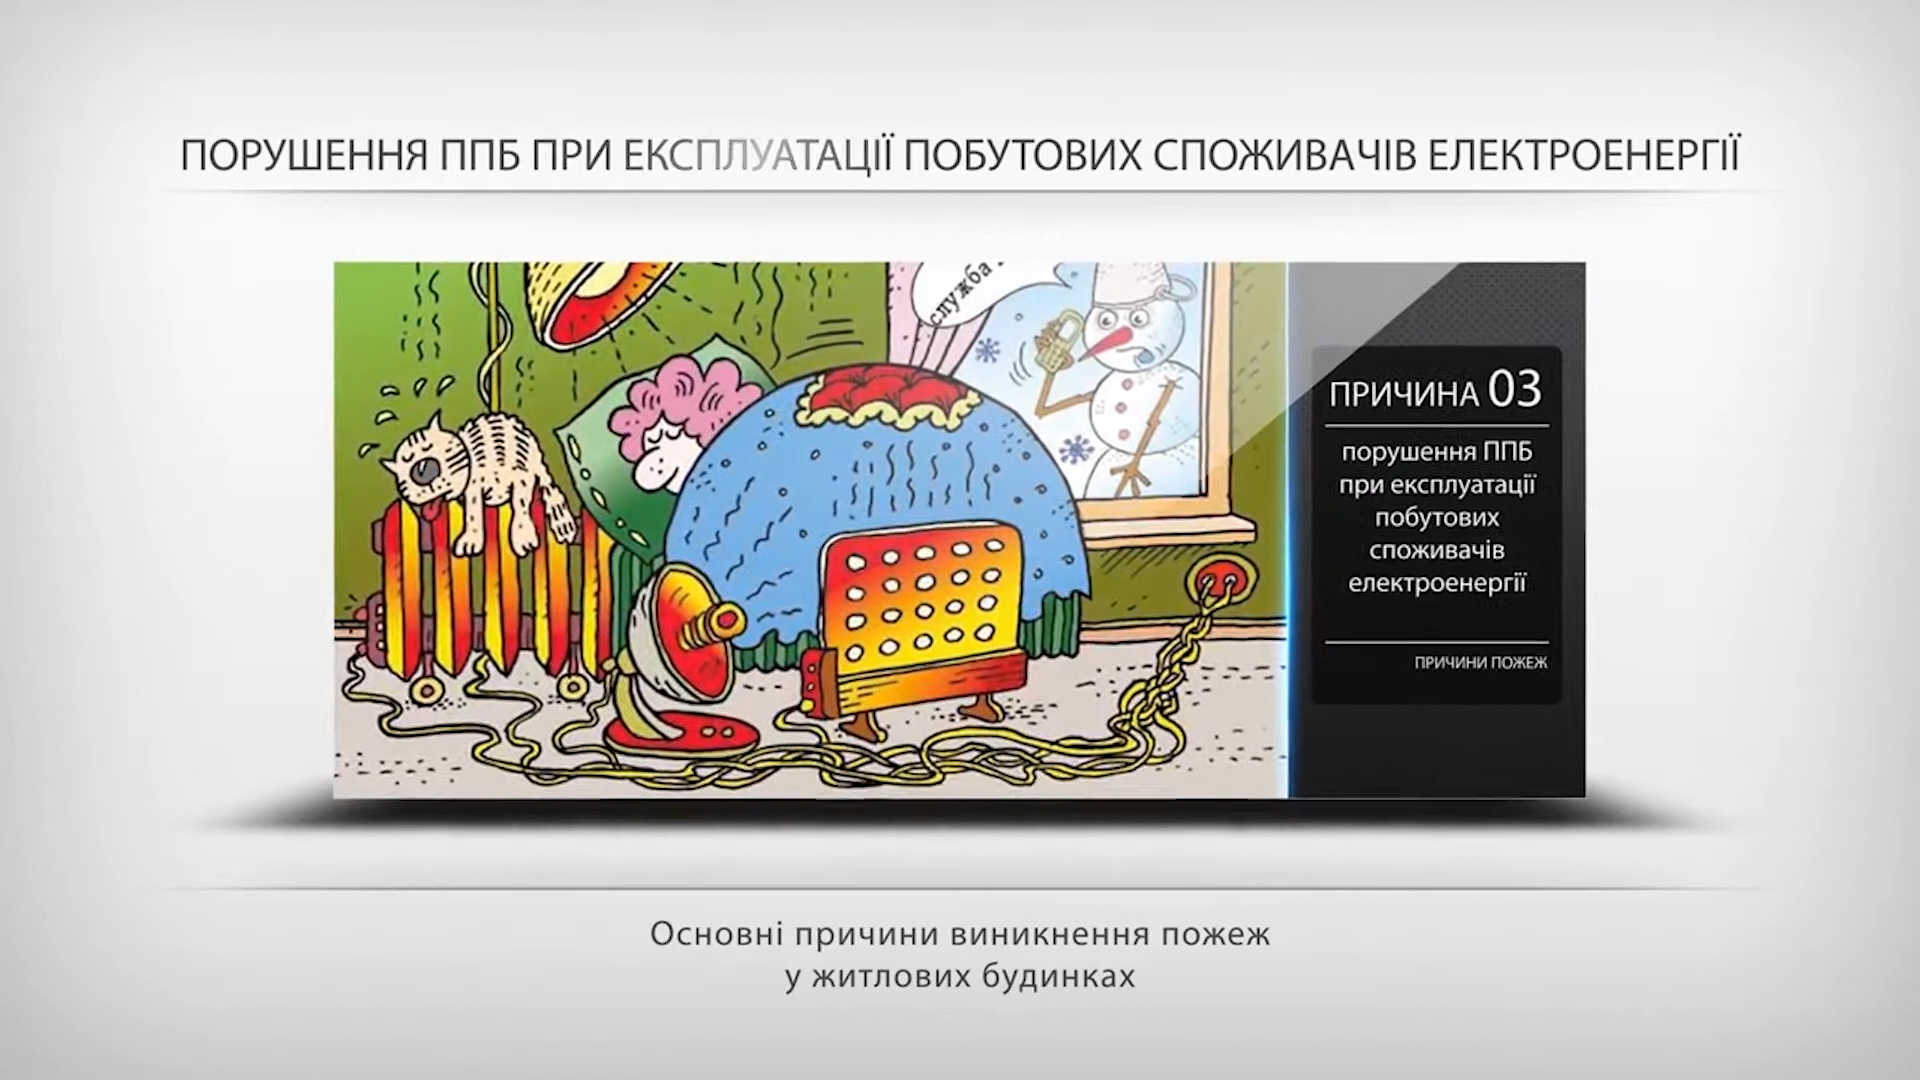 ПОРУШЕННЯ ППБ ПРИ ЕКСПЛУАТАЦІЇ ПОБУТОВИХ СПОЖИВАЧІВ ЕЛЕКТРОЕНЕРГІЇ
служба
ПРИЧИНА 03
порушення ППБ
при експлуатації
побутових
споживачів
електроенергії
ПРИЧИНИ ПОЖЕЖ
Основні причини виникнення пожеж
у житлових будинках